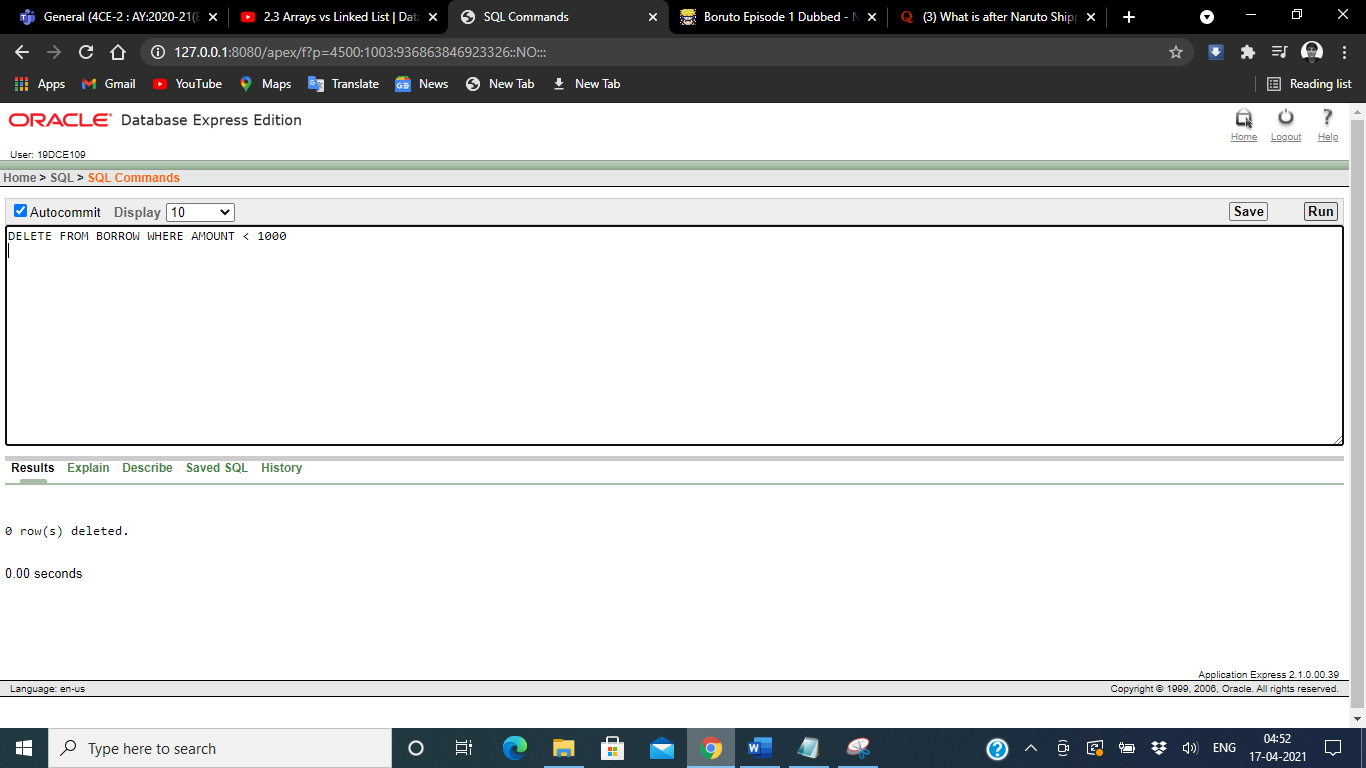 General (4CE-2 : AY:2020-21(
2.3 Arrays vs Linked List | Dat
SQL Commands
Boruto Episode 1 Dubbed - N
(3) What is after Naruto Ship
127.0.0.1:8080/apex/f?p=4500:1003:936863846923326::NO:::
Apps
Gmail
YouTube
Maps
Translate
News
New Tab
New Tab
Reading list
ORACLE Database Express Edition
Home
Logout
Help
User: 19DCE109
Home > SQL > SQL Commands
Autocommit Display 10
Save
Run
DELETE FROM BORROW WHERE AMOUNT < 1000
Results Explain Describe Saved SQL History
0 row(s) deleted.
0.00 seconds
Application Express 2.1.0.00.39
Language: en-us
Copyright © 1999, 2006, Oracle. All rights reserved.
Type here to search
ENG
04:52
17-04-2021